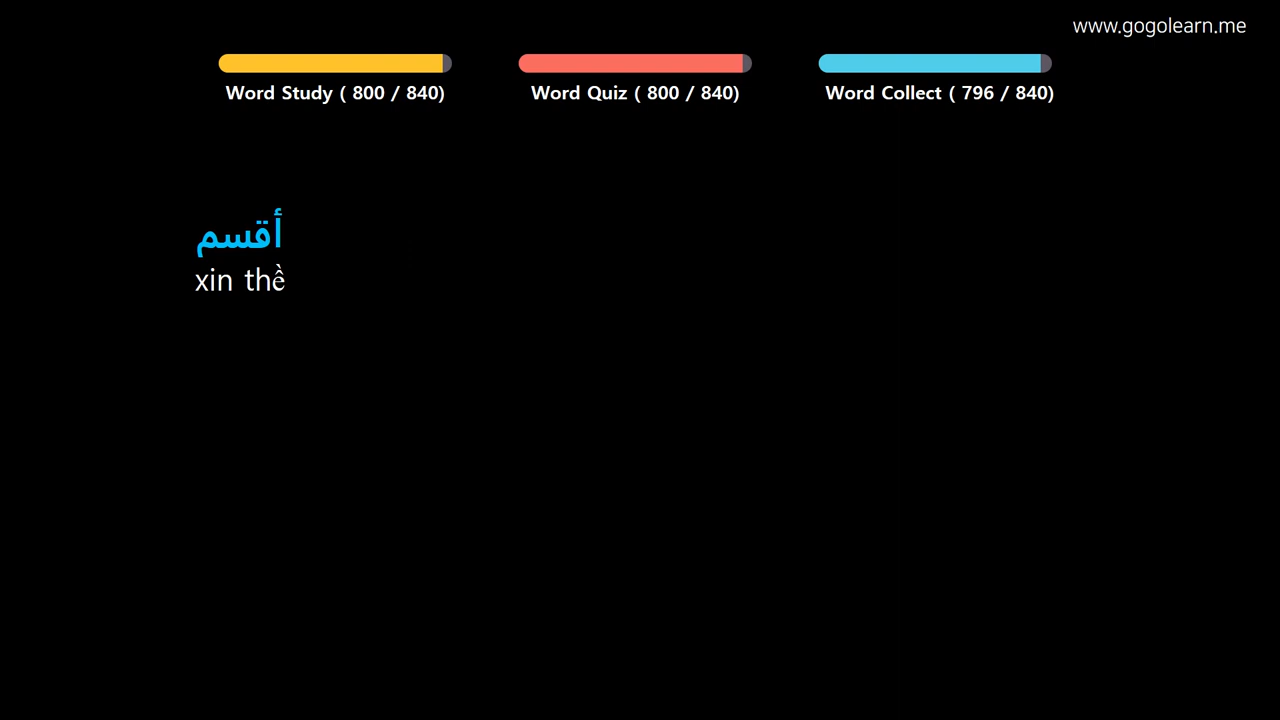 www.gogolearn.me
Word Study ( 800 / 840)
Word Quiz ( 800 / 840)
Word Collect ( 796 / 840)
أقسم
xin thề